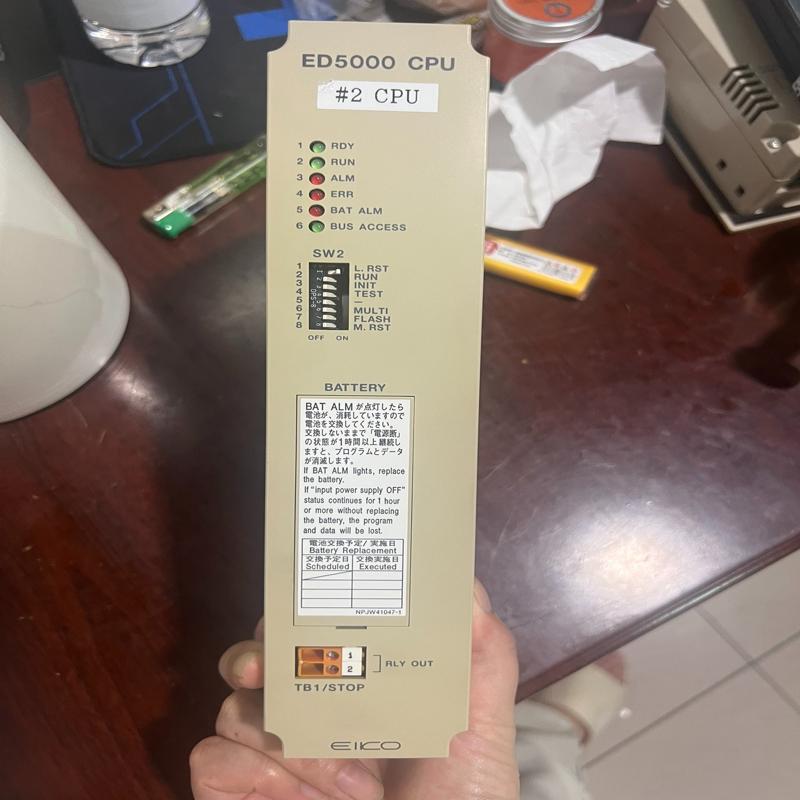 ED5000 CPU
#2 CPU
1 RDY
2 RUN
3 ALM
4 ERR
5 BAT ALM
6 BUS ACCESS
SW2
1 L. RST
2 RUN
3 INIT
4 TEST
5 —
6 MULTI
7 FLASH
8 M. RST
OFF ON
BATTERY
BAT ALM が点灯したら
電池が、消耗していますので
電池を交換してください。
交換しないままで「電源断」
の状態が1時間以上継続し
ますと、プログラムとデータ
が消滅します。
If BAT ALM lights, replace
the battery.
If "input power supply OFF"
status continues for 1 hour
or more without replacing
the battery, the program
and data will be lost.
電池交換予定/実施日
Battery Replacement
交換予定日 交換実施日
Scheduled Executed
NPJW41047-1
1
2
RLY OUT
TB1/STOP
EIKO